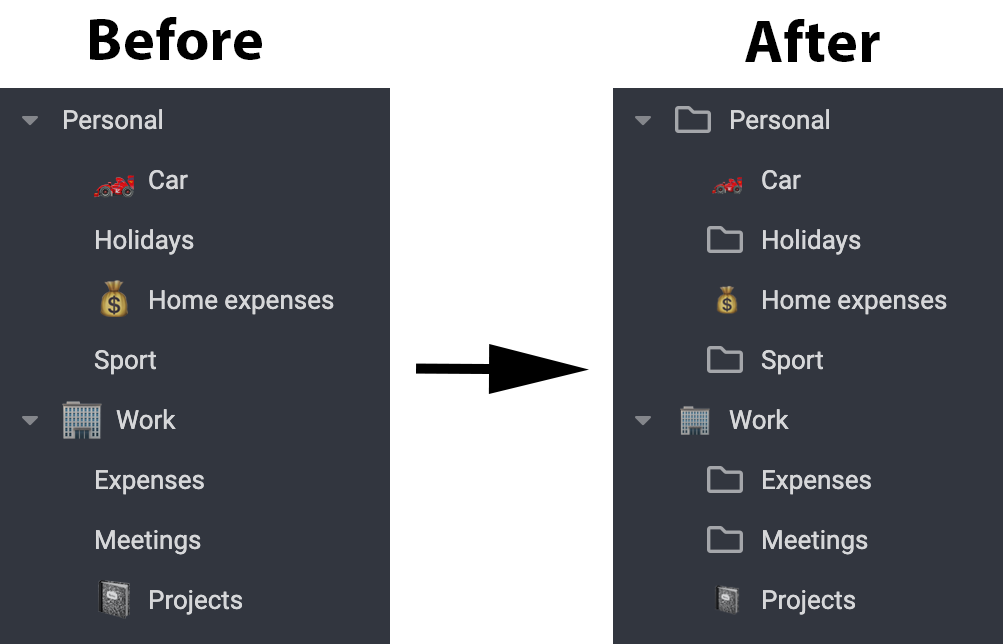 Before
Personal
Car
Holidays
Home expenses
Sport
Work
Expenses
Meetings
Projects
After
Personal
Car
Holidays
Home expenses
Sport
Work
Expenses
Meetings
Projects